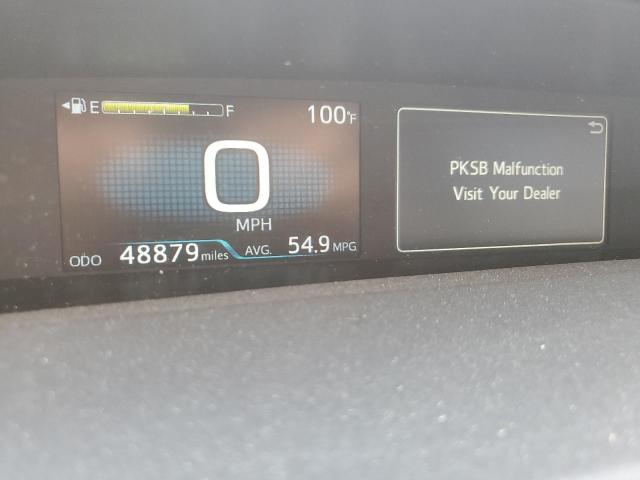 E F 100°F
0
MPH
ODO 48879 miles AVG. 54.9 MPG
PKSB Malfunction
Visit Your Dealer